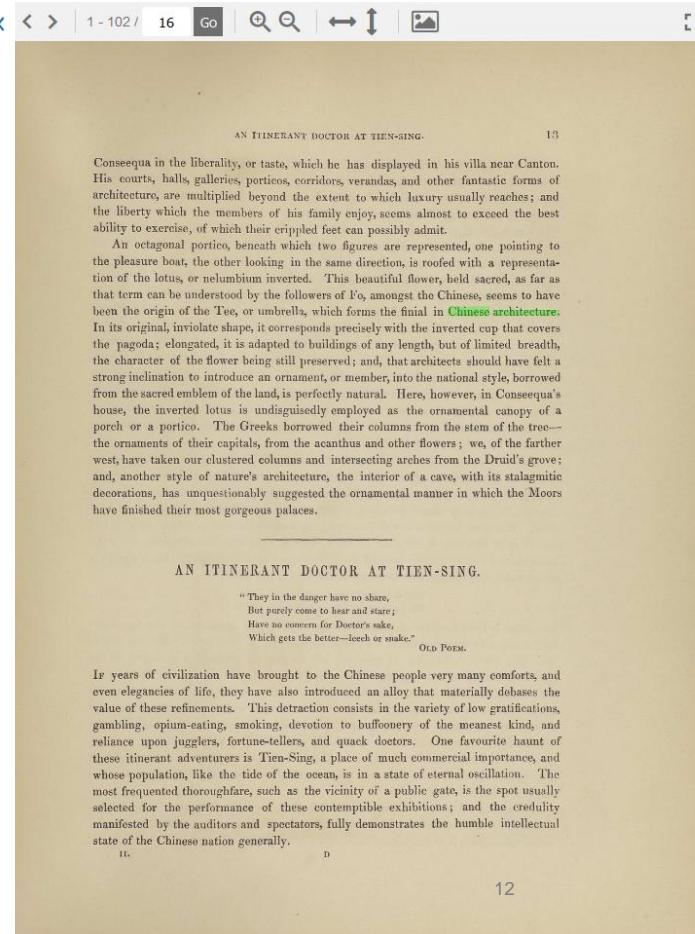 1 - 102 / 16 Go
AN ITINERANT DOCTOR AT TIEN-SING. 13
Conseequa in the liberality, or taste, which he has displayed in his villa near Canton.
His courts, halls, galleries, porticos, corridors, verandas, and other fantastic forms of
architecture, are multiplied beyond the extent to which luxury usually reaches; and
the liberty which the members of his family enjoy, seems almost to exceed the best
ability to exercise, of which their crippled feet can possibly admit.
An octagonal portico, beneath which two figures are represented, one pointing to
the pleasure boat, the other looking in the same direction, is roofed with a representa-
tion of the lotus, or nelumbium inverted. This beautiful flower, held sacred, as far as
that term can be understood by the followers of Fo, amongst the Chinese, seems to have
been the origin of the Tee, or umbrella, which forms the finial in Chinese architecture.
In its original, inviolate shape, it corresponds precisely with the inverted cup that covers
the pagoda; elongated, it is adapted to buildings of any length, but of limited breadth,
the character of the flower being still preserved; and, that architects should have felt a
strong inclination to introduce an ornament, or member, into the national style, borrowed
from the sacred emblem of the land, is perfectly natural. Here, however, in Conseequa's
house, the inverted lotus is undisguisedly employed as the ornamental canopy of a
porch or a portico. The Greeks borrowed their columns from the stem of the tree—
the ornaments of their capitals, from the acanthus and other flowers; we, of the farther
west, have taken our clustered columns and intersecting arches from the Druid's grove;
and, another style of nature's architecture, the interior of a cave, with its stalagmitic
decorations, has unquestionably suggested the ornamental manner in which the Moors
have finished their most gorgeous palaces.
AN ITINERANT DOCTOR AT TIEN-SING.
"They in the danger have no share,
But purely come to hear and stare;
Have no concern for Doctor's sake,
Which gets the better—leech or snake."
OLD POEM.
IF years of civilization have brought to the Chinese people very many comforts, and
even elegancies of life, they have also introduced an alloy that materially debases the
value of these refinements. This detraction consists in the variety of low gratifications,
gambling, opium-eating, smoking, devotion to buffoonery of the meanest kind, and
reliance upon jugglers, fortune-tellers, and quack doctors. One favourite haunt of
these itinerant adventurers is Tien-Sing, a place of much commercial importance, and
whose population, like the tide of the ocean, is in a state of eternal oscillation. The
most frequented thoroughfare, such as the vicinity of a public gate, is the spot usually
selected for the performance of these contemptible exhibitions; and the credulity
manifested by the auditors and spectators, fully demonstrates the humble intellectual
state of the Chinese nation generally.
II. D
12